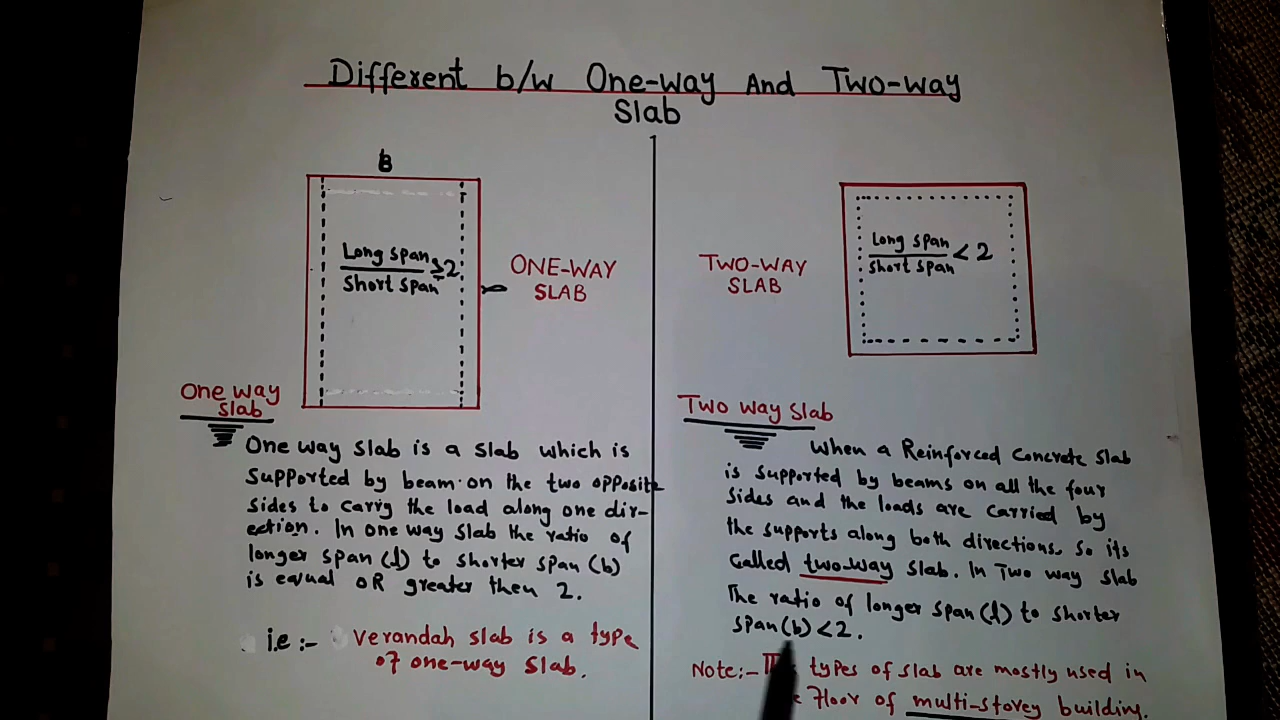 Different b/w One-way And Two-way
Slab
b
Long span
short span
≥2
ONE-WAY
SLAB
One way
slab
One way slab is a slab which is
supported by beam on the two opposite
sides to carry the load along one dir-
ection. In one way slab the ratio of
longer span (l) to shorter span (b)
is equal OR greater then 2.
i.e :- Verandah slab is a type
of one-way slab.
TWO-WAY
SLAB
Long span
short span
< 2
Two way slab
When a Reinforced Concrete slab
is supported by beams on all the four
sides and the loads are carried by
the supports along both directions, so its
called two-way slab. In Two way slab
The ratio of longer span (l) to shorter
span (b) < 2.
Note:- types of slab are mostly used in
floor of multi-storey building.